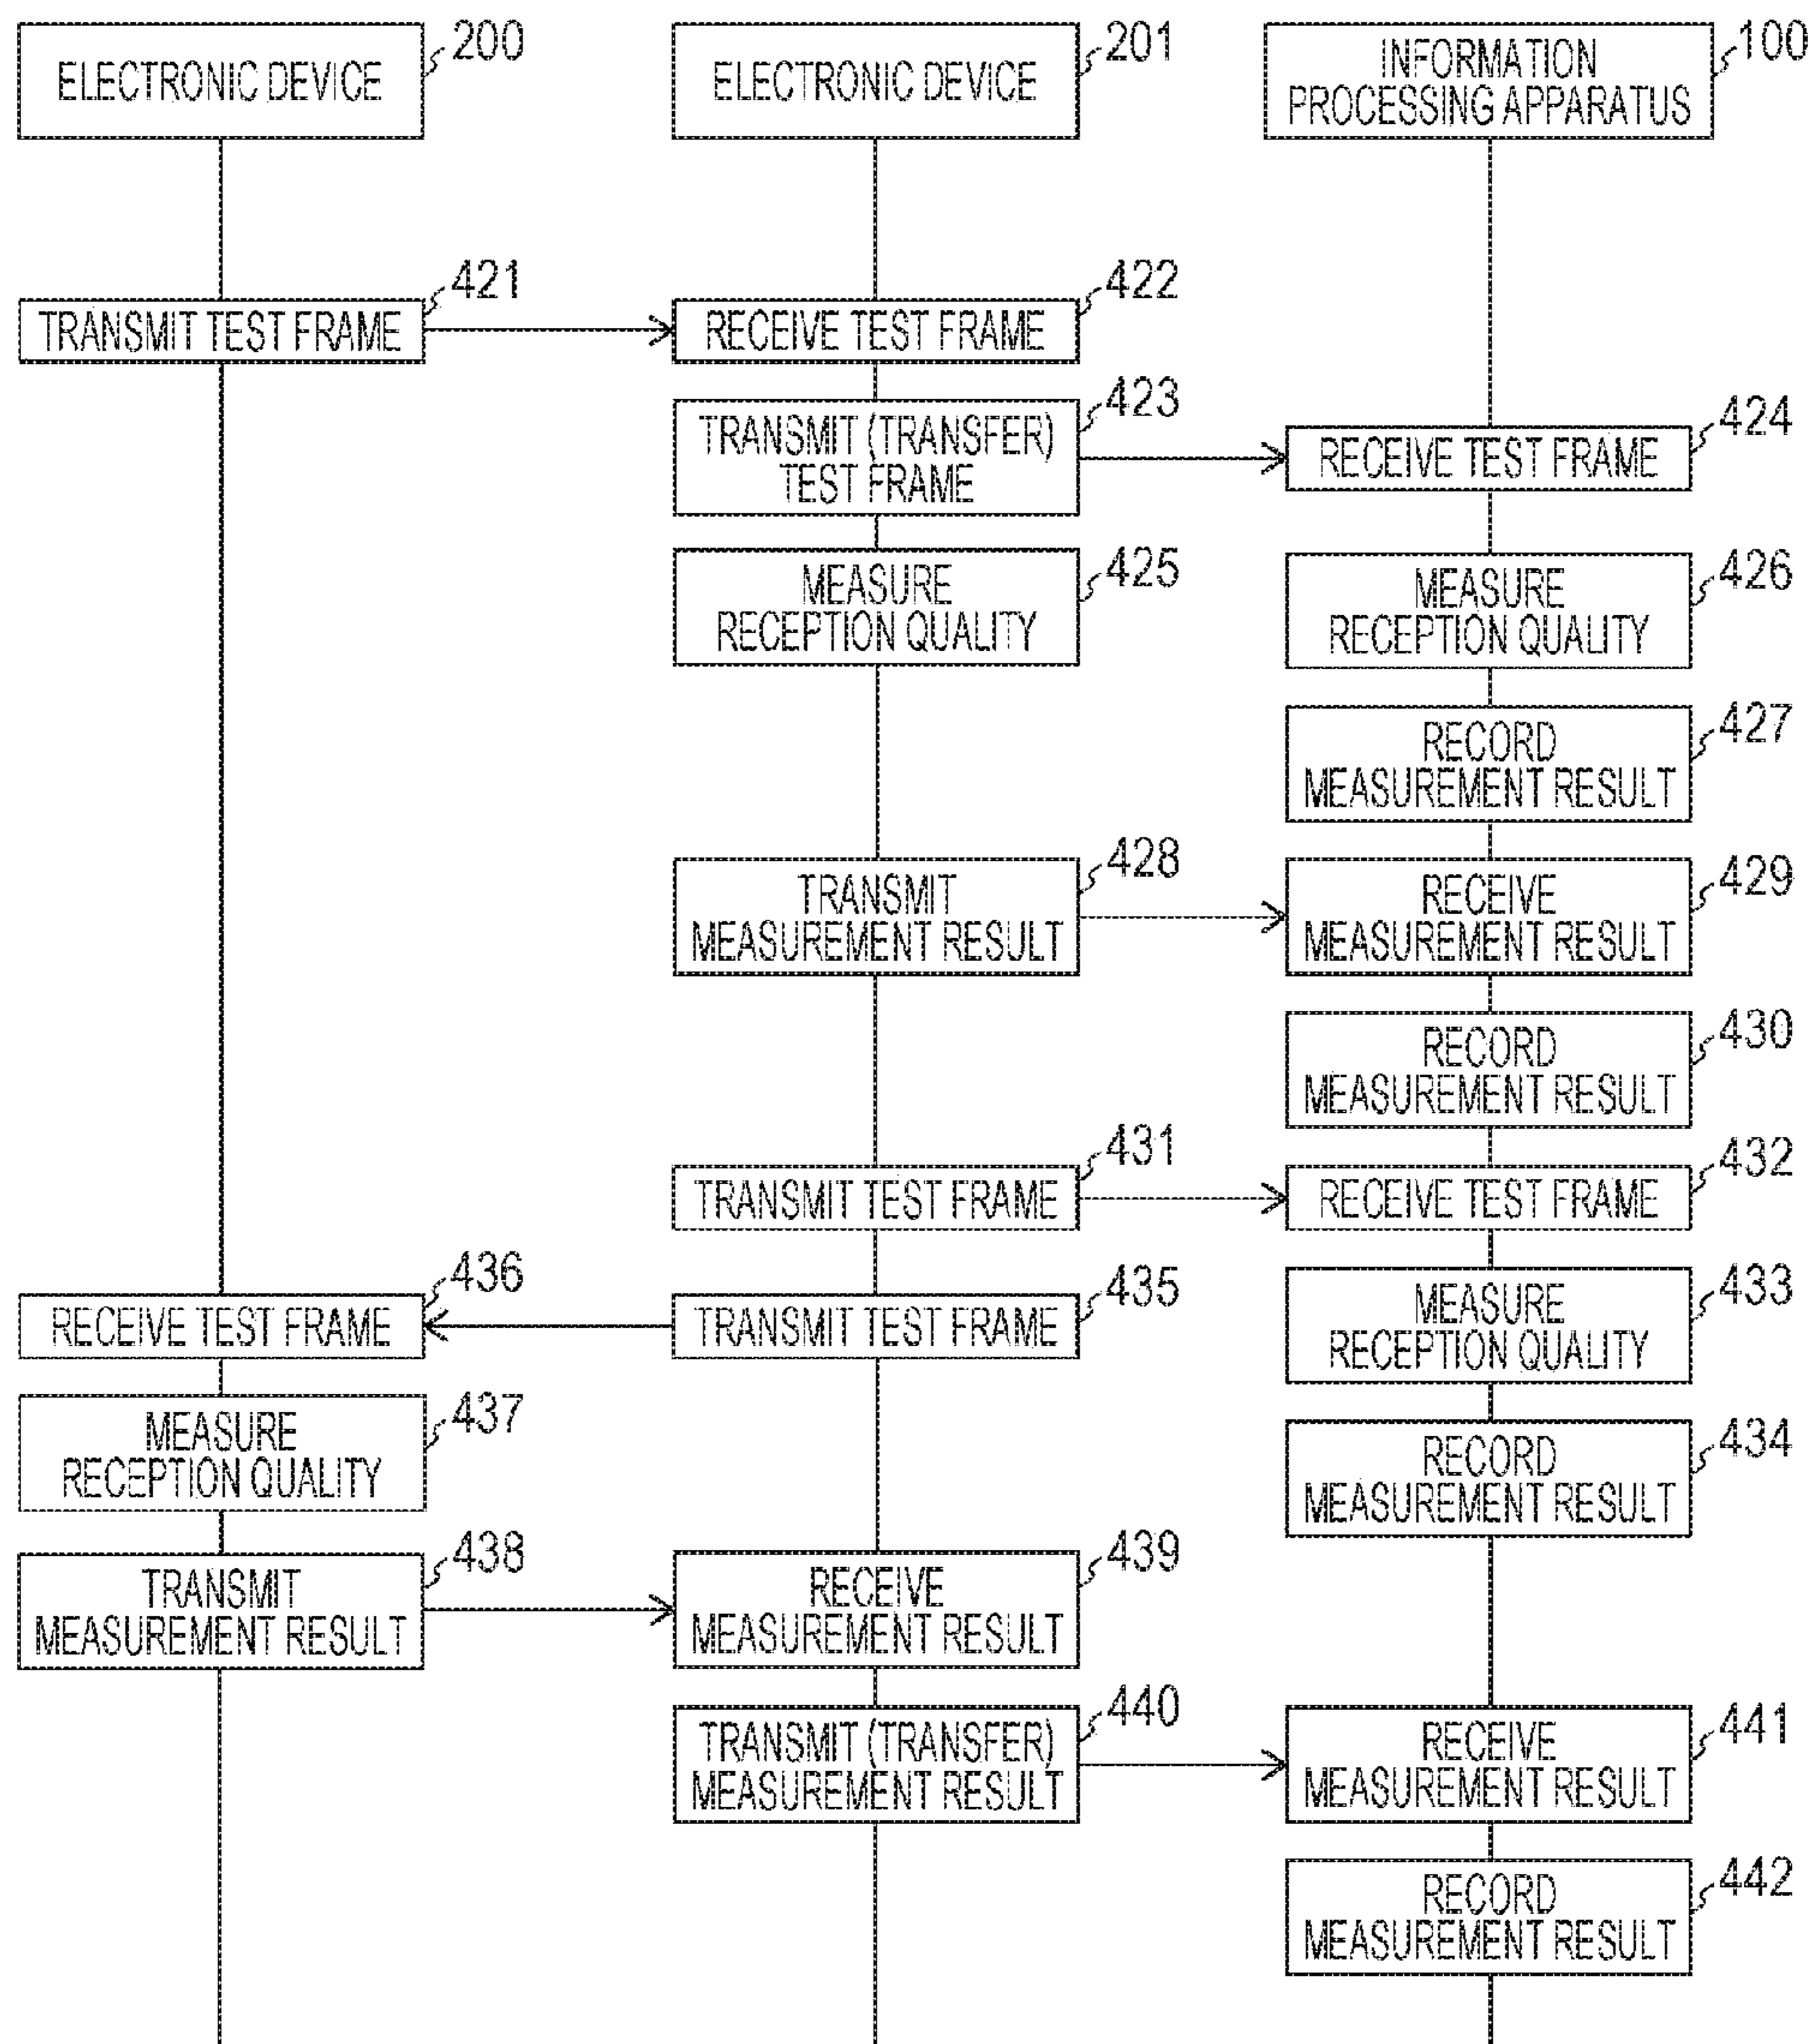 ELECTRONIC DEVICE
200
ELECTRONIC DEVICE
201
INFORMATION
PROCESSING APPARATUS
100
TRANSMIT TEST FRAME
421
RECEIVE TEST FRAME
422
TRANSMIT (TRANSFER)
TEST FRAME
423
RECEIVE TEST FRAME
424
MEASURE
RECEPTION QUALITY
425
MEASURE
RECEPTION QUALITY
426
RECORD
MEASUREMENT RESULT
427
TRANSMIT
MEASUREMENT RESULT
428
RECEIVE
MEASUREMENT RESULT
429
RECORD
MEASUREMENT RESULT
430
TRANSMIT TEST FRAME
431
RECEIVE TEST FRAME
432
MEASURE
RECEPTION QUALITY
433
RECEIVE TEST FRAME
436
TRANSMIT TEST FRAME
435
MEASURE
RECEPTION QUALITY
437
RECORD
MEASUREMENT RESULT
434
TRANSMIT
MEASUREMENT RESULT
438
RECEIVE
MEASUREMENT RESULT
439
TRANSMIT (TRANSFER)
MEASUREMENT RESULT
440
RECEIVE
MEASUREMENT RESULT
441
RECORD
MEASUREMENT RESULT
442